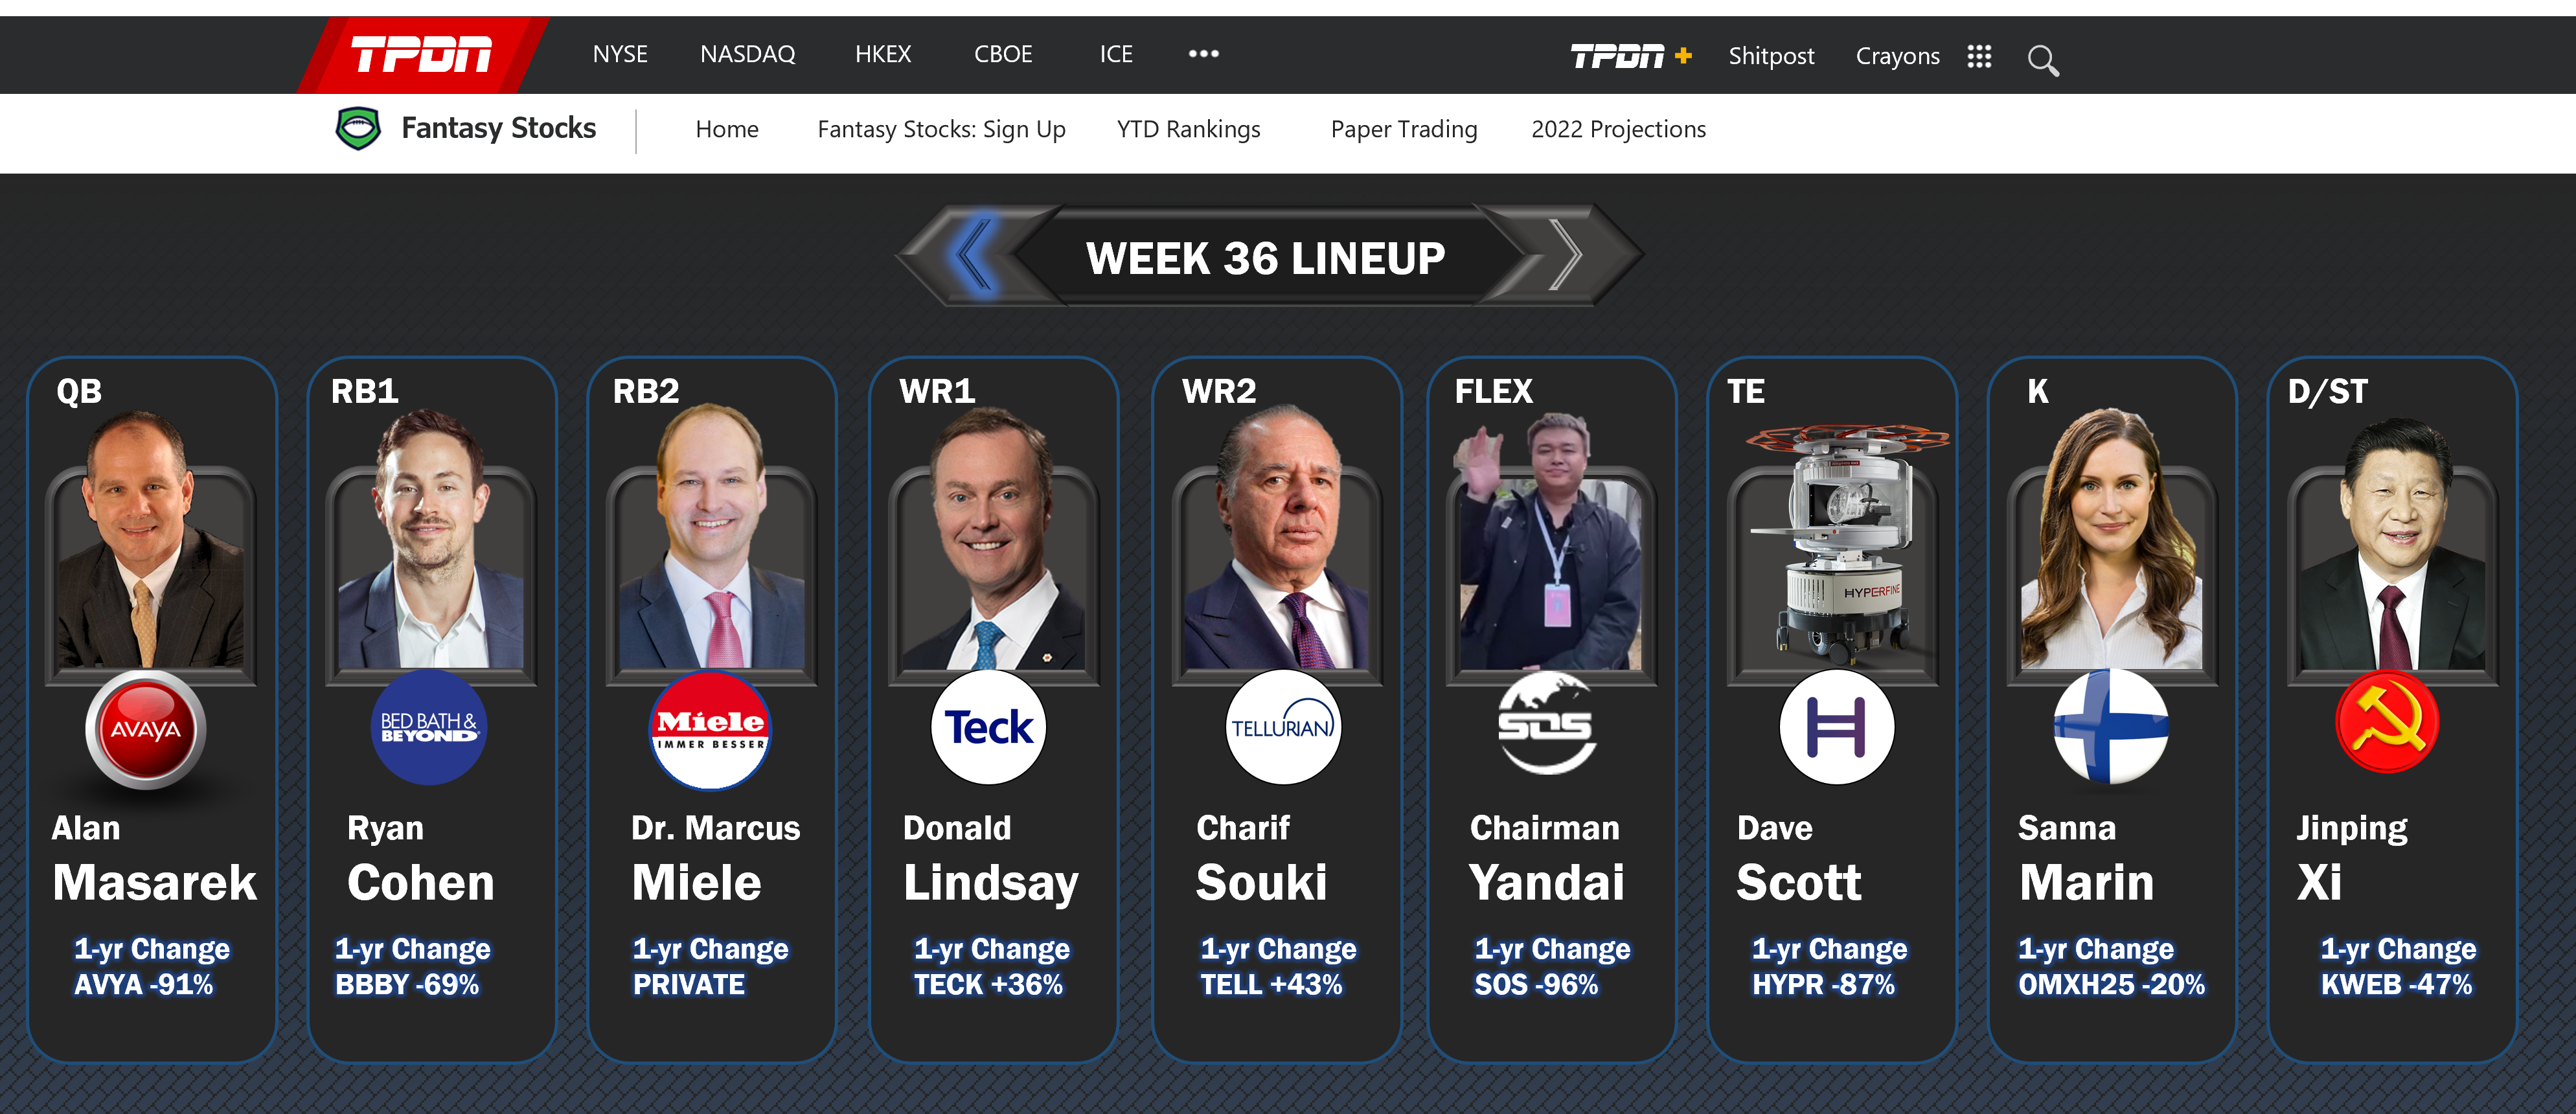 TPDN
NYSE
NASDAQ
HKEX
CBOE
ICE
TPDN +
Shitpost
Crayons
Fantasy Stocks
Home
Fantasy Stocks: Sign Up
YTD Rankings
Paper Trading
2022 Projections
WEEK 36 LINEUP
QB
AVAYA
Alan
Masarek
1-yr Change
AVYA -91%
RB1
BED BATH &
BEYOND
Ryan
Cohen
1-yr Change
BBBY -69%
RB2
Miele
IMMER BESSER
Dr. Marcus
Miele
1-yr Change
PRIVATE
WR1
Teck
Donald
Lindsay
1-yr Change
TECK +36%
WR2
TELLURIAN
Charif
Souki
1-yr Change
TELL +43%
FLEX
SOS
Chairman
Yandai
1-yr Change
SOS -96%
TE
HYPERFINE
H
Dave
Scott
1-yr Change
HYPR -87%
K
Sanna
Marin
1-yr Change
OMXH25 -20%
D/ST
Jinping
Xi
1-yr Change
KWEB -47%